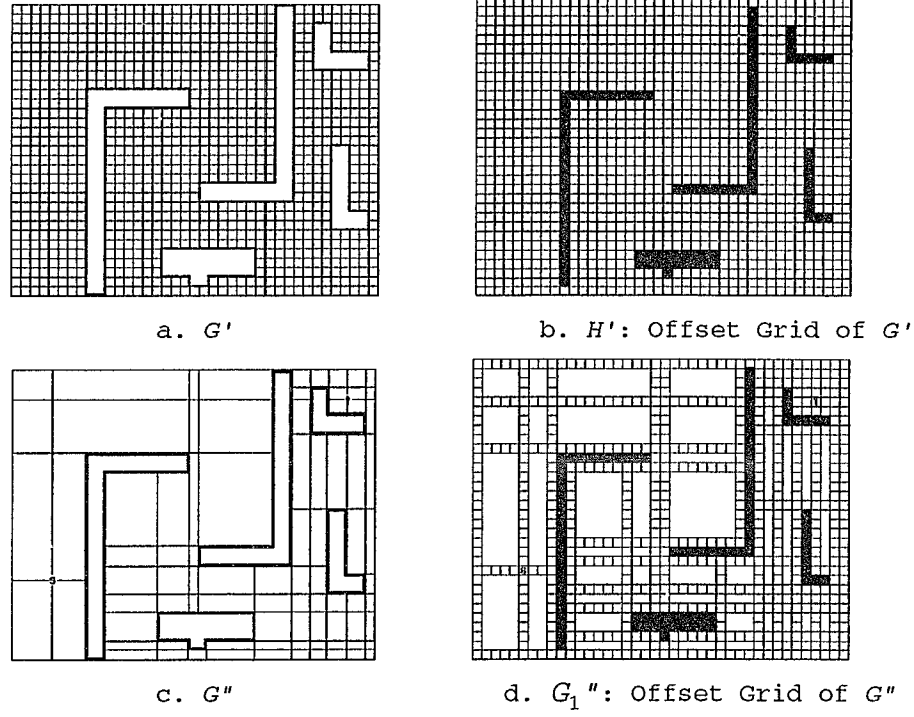 a. G'
b. H': Offset Grid of G'
S
S
c. G"
d. G₁": Offset Grid of G"